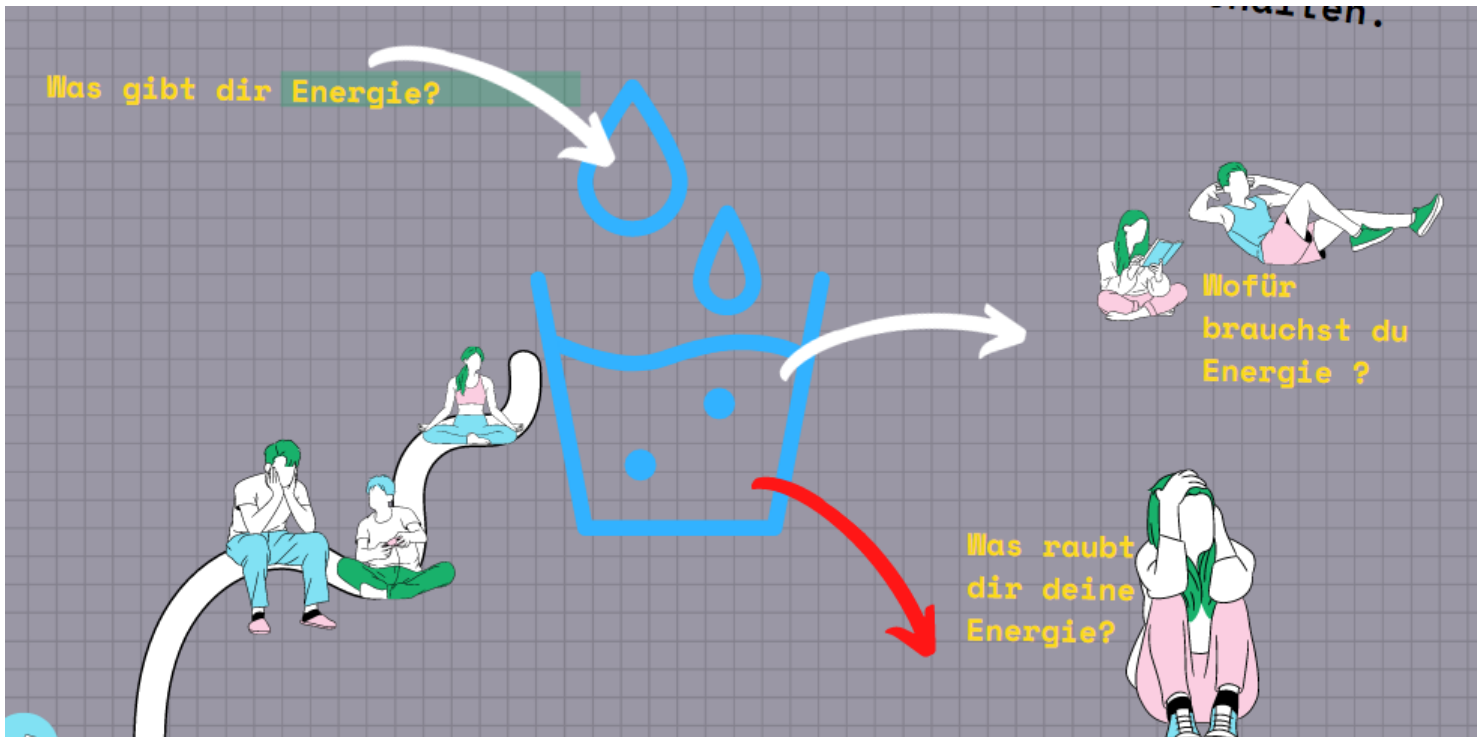 Was gibt dir Energie?
Wofür
brauchst du
Energie ?
Was raubt
dir deine
Energie?